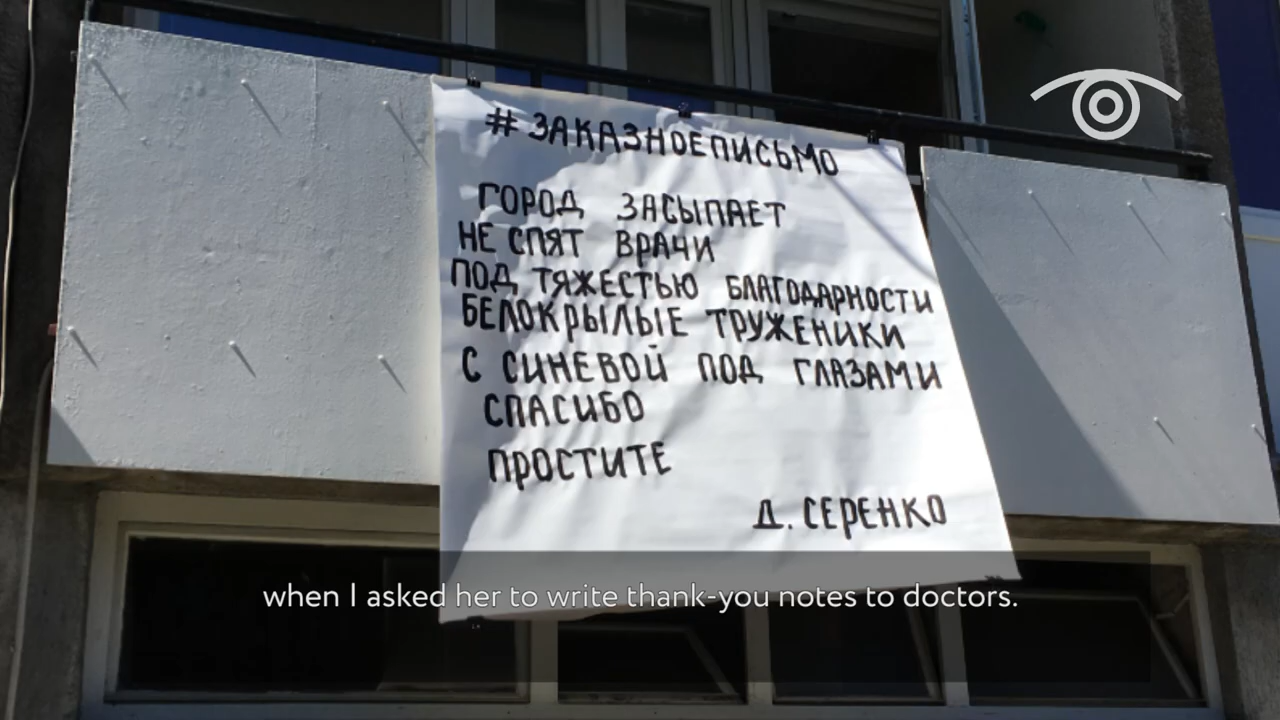 #ЗАКАЗНОЕПИСЬМО
ГОРОД ЗАСЫПАЕТ
НЕ СПЯТ ВРАЧИ
ПОД ТЯЖЕСТЬЮ БЛАГОДАРНОСТИ
БЕЛОКРЫЛЫЕ ТРУЖЕНИКИ
С СИНЕВОЙ ПОД ГЛАЗАМИ
СПАСИБО
ПРОСТИТЕ
Д. СЕРЕНКО
when I asked her to write thank-you notes to doctors.